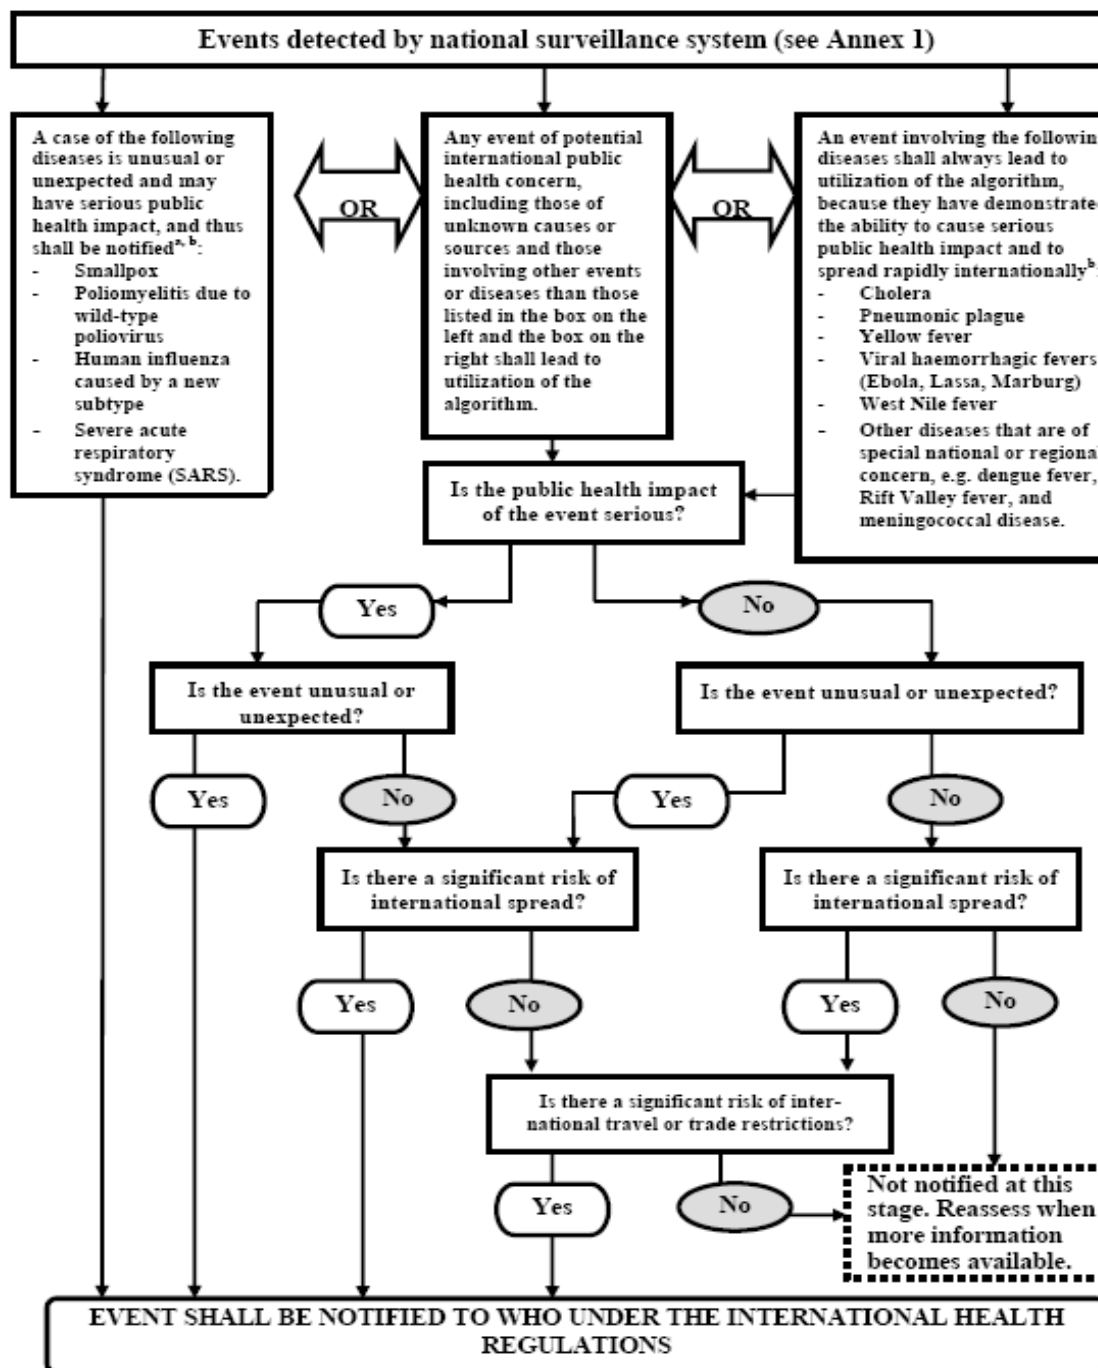 Events detected by national surveillance system (see Annex 1)
A case of the following
diseases is unusual or
unexpected and may
have serious public
health impact, and thus
shall be notifiedᵃ, ᵇ:
- Smallpox
- Poliomyelitis due to
wild-type
poliovirus
- Human influenza
caused by a new
subtype
- Severe acute
respiratory
syndrome (SARS).
OR
Any event of potential
international public
health concern,
including those of
unknown causes or
sources and those
involving other events
or diseases than those
listed in the box on the
left and the box on the
right shall lead to
utilization of the
algorithm.
OR
An event involving the followin
diseases shall always lead to
utilization of the algorithm,
because they have demonstrate
the ability to cause serious
public health impact and to
spread rapidly internationallyᵇ:
- Cholera
- Pneumonic plague
- Yellow fever
- Viral haemorrhagic fevers
(Ebola, Lassa, Marburg)
- West Nile fever
- Other diseases that are of
special national or regional
concern, e.g. dengue fever,
Rift Valley fever, and
meningococcal disease.
Is the public health impact
of the event serious?
Yes
No
Is the event unusual or
unexpected?
Is the event unusual or unexpected?
Yes
No
Yes
No
Is there a significant risk of
international spread?
Is there a significant risk of
international spread?
Yes
No
Yes
No
Is there a significant risk of inter-
national travel or trade restrictions?
Yes
No
Not notified at this
stage. Reassess when
more information
becomes available.
EVENT SHALL BE NOTIFIED TO WHO UNDER THE INTERNATIONAL HEALTH
REGULATIONS